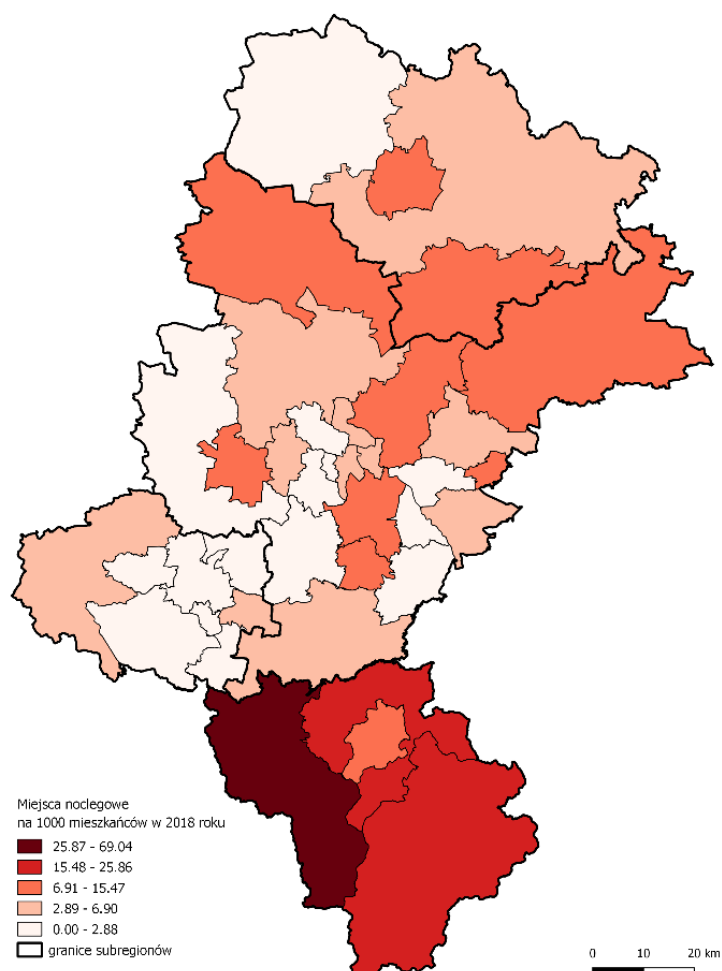 Miejsca noclegowe
na 1000 mieszkańców w 2018 roku
25.87 - 69.04
15.48 - 25.86
6.91 - 15.47
2.89 - 6.90
0.00 - 2.88
granice subregionów
0 10 20 km